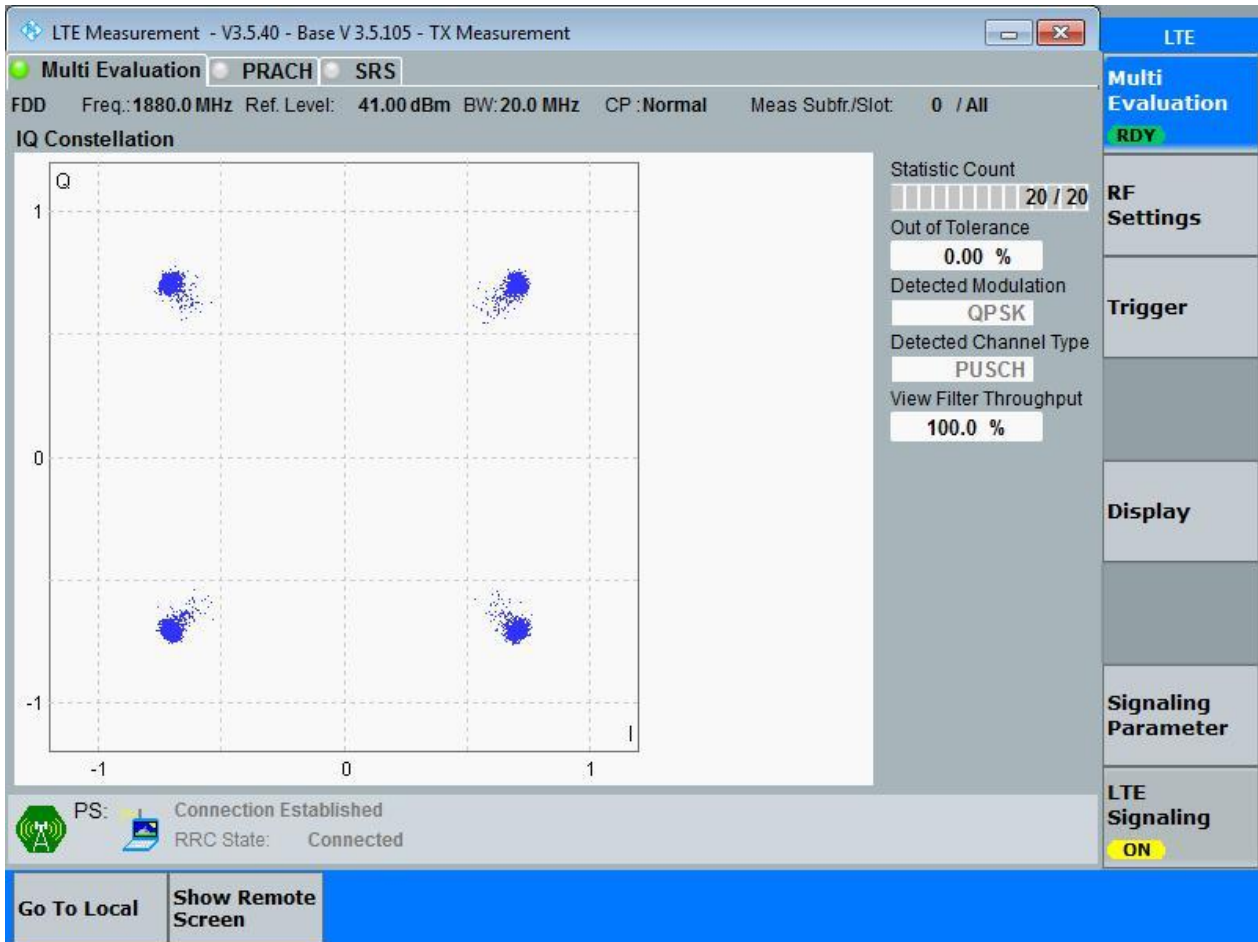 LTE Measurement - V3.5.40 - Base V 3.5.105 - TX Measurement
LTE
Multi Evaluation PRACH SRS
Multi
Evaluation
RDY
FDD Freq.: 1880.0 MHz Ref. Level: 41.00 dBm BW: 20.0 MHz CP : Normal Meas Subfr./Slot: 0 / All
IQ Constellation
Q
1
0
-1
I
-1 0 1
Statistic Count
20 / 20
Out of Tolerance
0.00 %
Detected Modulation
QPSK
Detected Channel Type
PUSCH
View Filter Throughput
100.0 %
RF
Settings
Trigger
Display
Signaling
Parameter
LTE
Signaling
ON
PS: Connection Established
RRC State: Connected
Go To Local
Show Remote
Screen